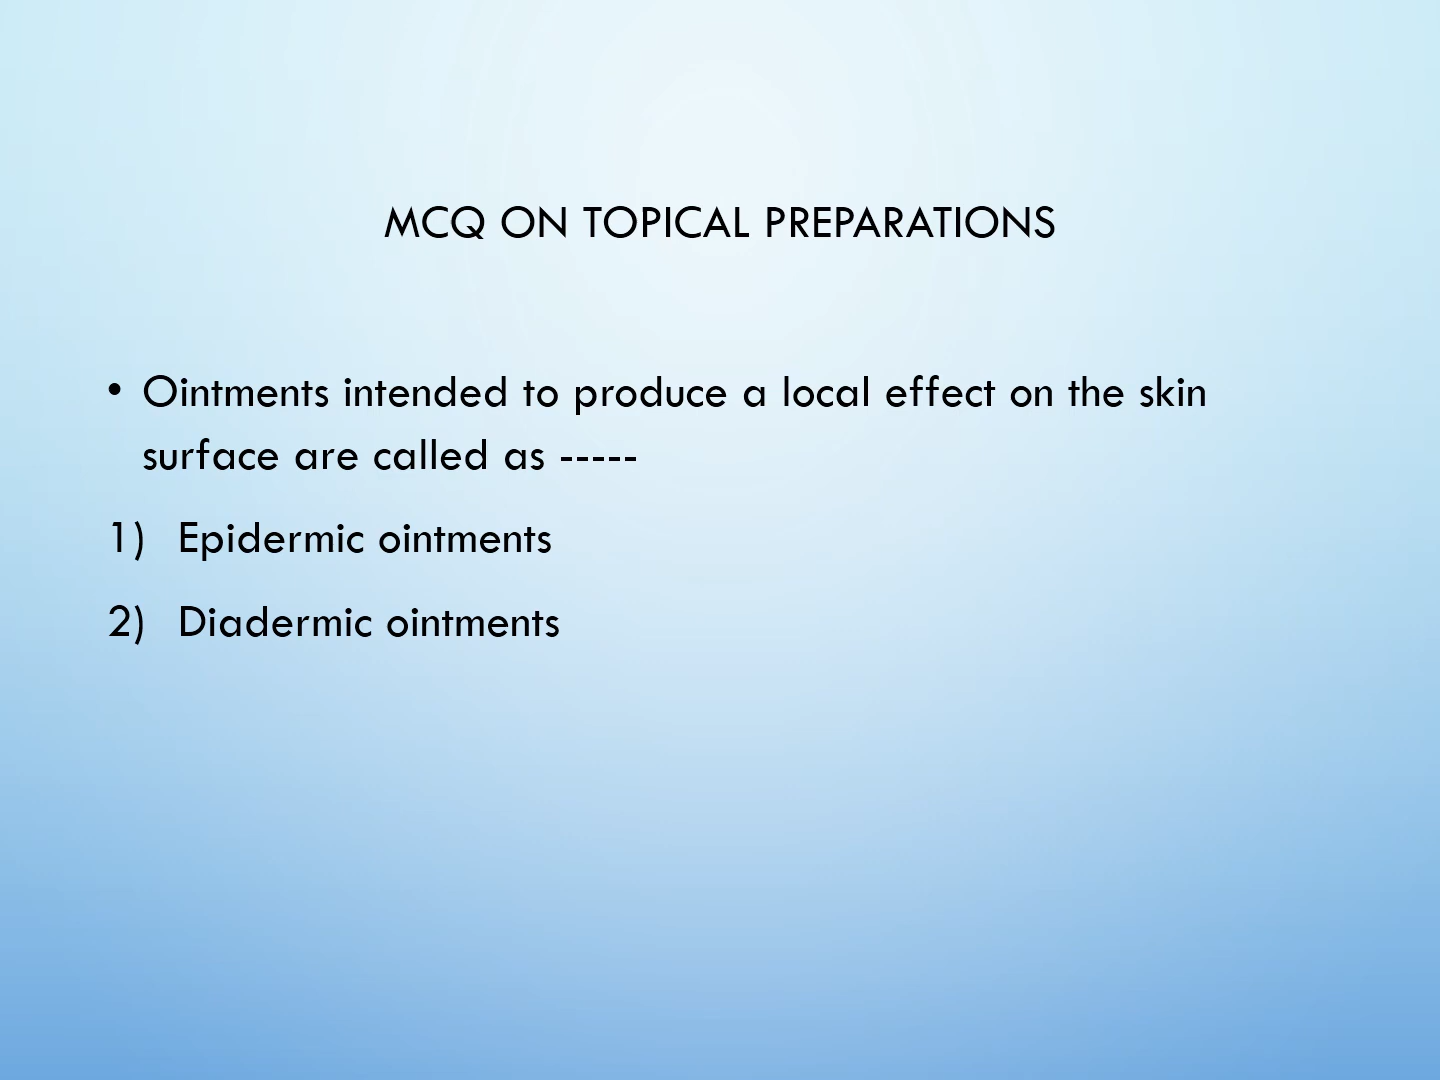 MCQ ON TOPICAL PREPARATIONS
• Ointments intended to produce a local effect on the skin
surface are called as -----
1) Epidermic ointments
2) Diadermic ointments